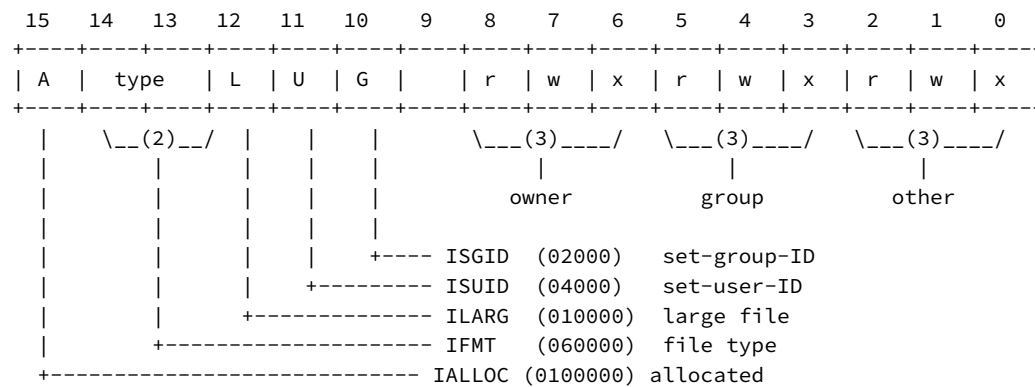 15   14   13   12   11   10   9    8    7    6    5    4    3    2    1    0
+----+----+----+----+----+----+----+----+----+----+----+----+----+----+----+-----
| A  |  type   | L  | U  | G  |    | r  | w  | x  | r  | w  | x  | r  | w  | x
+----+----+----+----+----+----+----+----+----+----+----+----+----+----+----+-----
  |    \__(2)__/  |    |    |       \___(3)____/   \___(3)____/   \___(3)____/
  |        |      |    |    |            |              |              |
  |        |      |    |    |          owner          group          other
  |        |      |    |    |
  |        |      |    |    +---- ISGID  (02000)   set-group-ID
  |        |      |    +--------- ISUID  (04000)   set-user-ID
  |        |      +-------------- ILARG  (010000)  large file
  |        +--------------------- IFMT   (060000)  file type
  +----------------------------- IALLOC (0100000) allocated